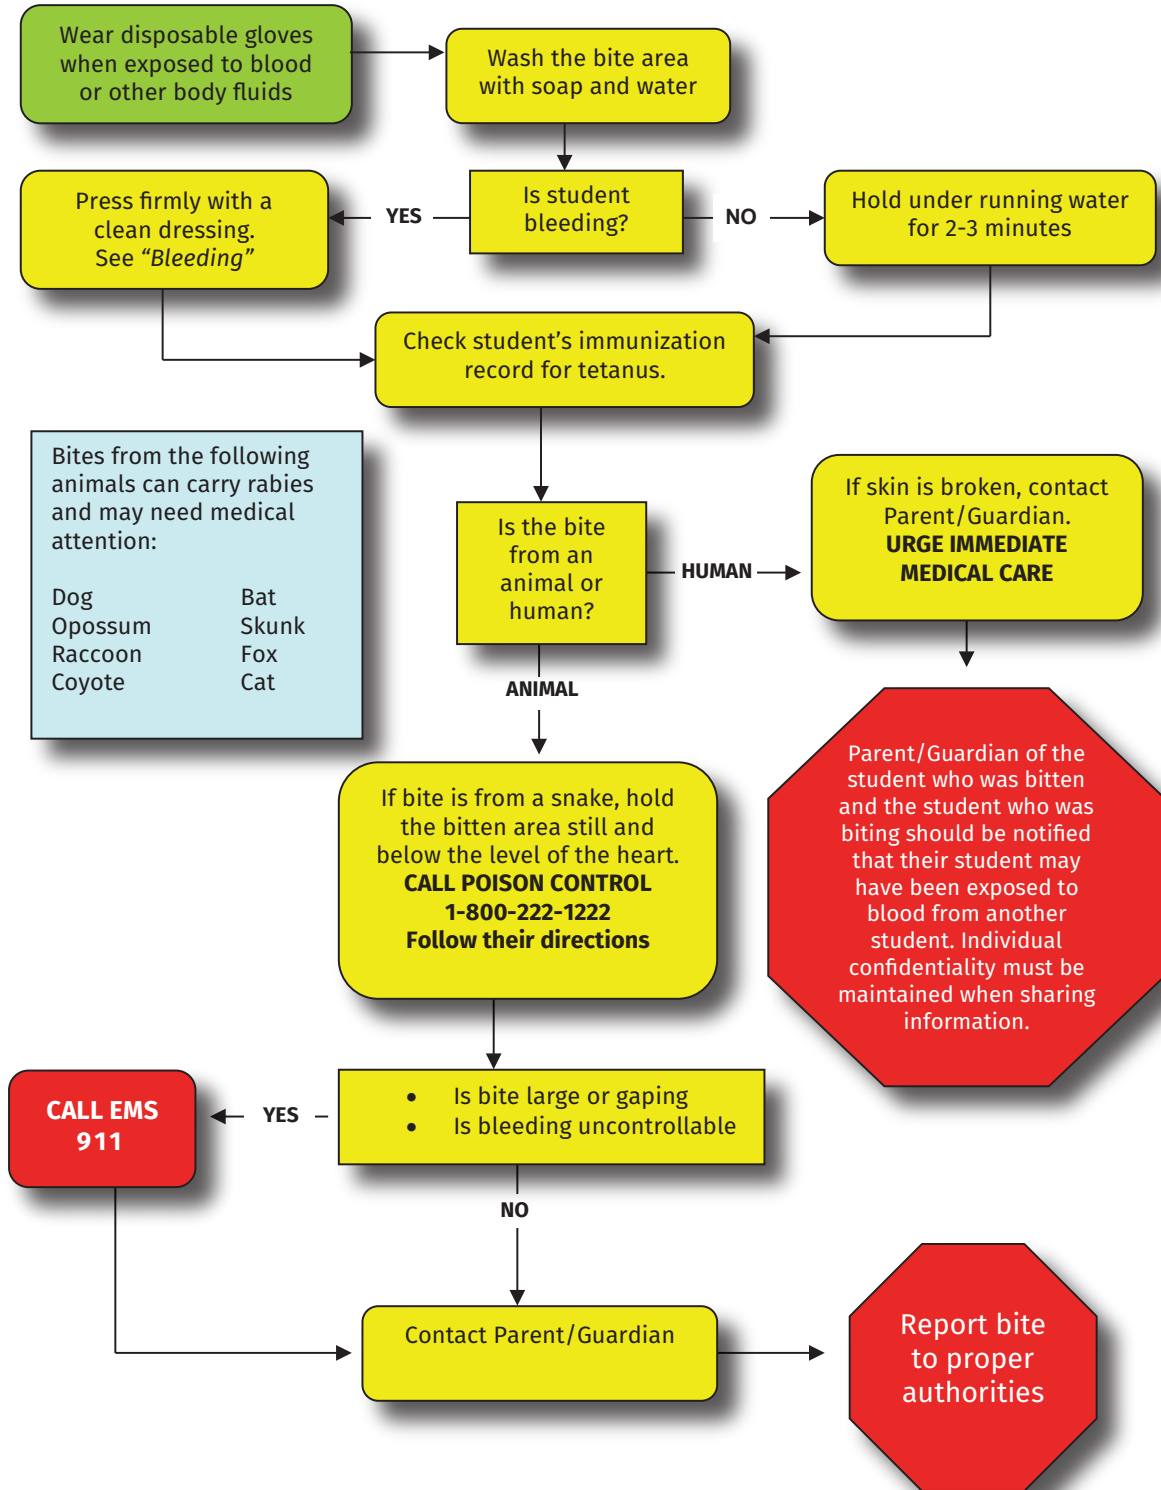 Wear disposable gloves
when exposed to blood
or other body fluids
Wash the bite area
with soap and water
Is student
bleeding?
YES
NO
Press firmly with a
clean dressing.
See “Bleeding”
Hold under running water
for 2-3 minutes
Check student’s immunization
record for tetanus.
Bites from the following
animals can carry rabies
and may need medical
attention:
Dog Bat
Opossum Skunk
Raccoon Fox
Coyote Cat
Is the bite
from an
animal or
human?
HUMAN
If skin is broken, contact
Parent/Guardian.
URGE IMMEDIATE
MEDICAL CARE
ANIMAL
Parent/Guardian of the
student who was bitten
and the student who was
biting should be notified
that their student may
have been exposed to
blood from another
student. Individual
confidentiality must be
maintained when sharing
information.
If bite is from a snake, hold
the bitten area still and
below the level of the heart.
CALL POISON CONTROL
1-800-222-1222
Follow their directions
• Is bite large or gaping
• Is bleeding uncontrollable
YES
CALL EMS
911
NO
Contact Parent/Guardian
Report bite
to proper
authorities